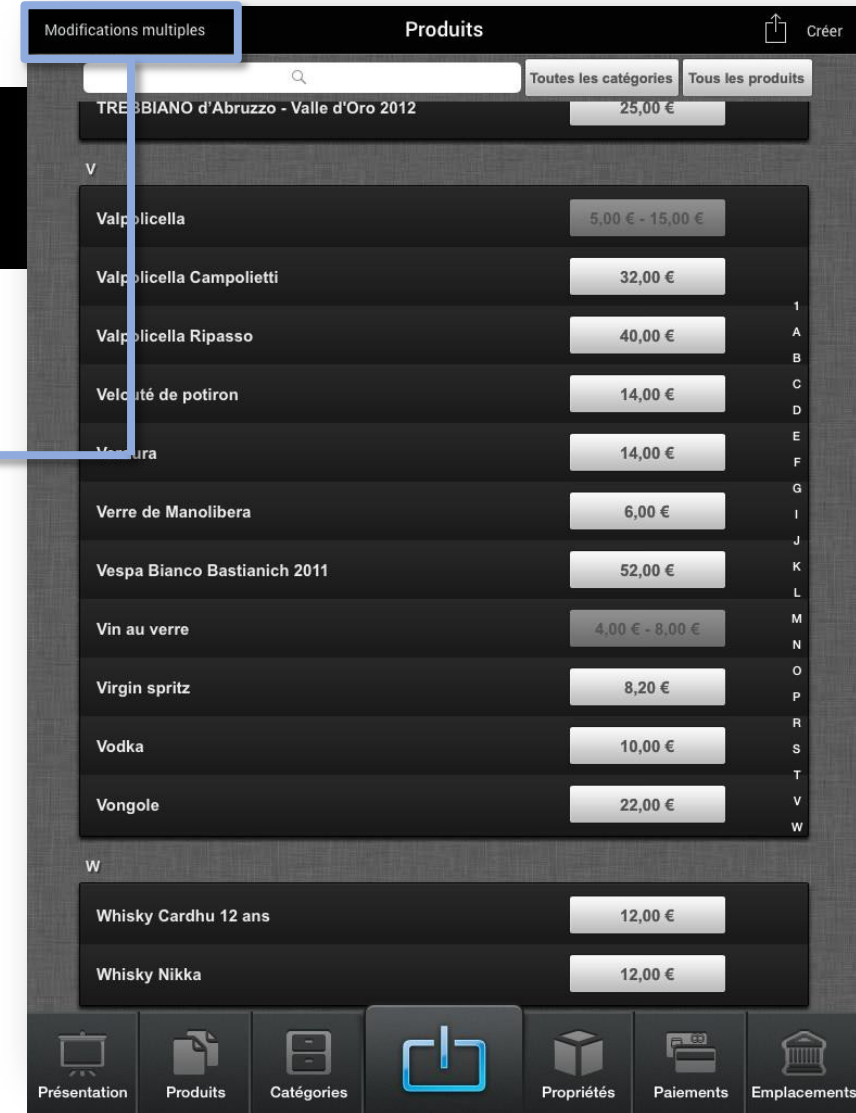 Modifications multiples Produits Créer
Toutes les catégories Tous les produits
TREBBIANO d'Abruzzo - Valle d'Oro 2012 25,00 €
V
Valpolicella 5,00 € - 15,00 €
Valpolicella Campolietti 32,00 €
Valpolicella Ripasso 40,00 €
Velouté de potiron 14,00 €
14,00 €
Verre de Manolibera 6,00 €
Vespa Bianco Bastianich 2011 52,00 €
Vin au verre 4,00 € - 8,00 €
Virgin spritz 8,20 €
Vodka 10,00 €
Vongole 22,00 €
W
Whisky Cardhu 12 ans 12,00 €
Whisky Nikka 12,00 €
1
A
B
C
D
E
F
G
I
J
K
L
M
N
O
P
R
S
T
V
W
Présentation Produits Catégories Propriétés Paiements Emplacements